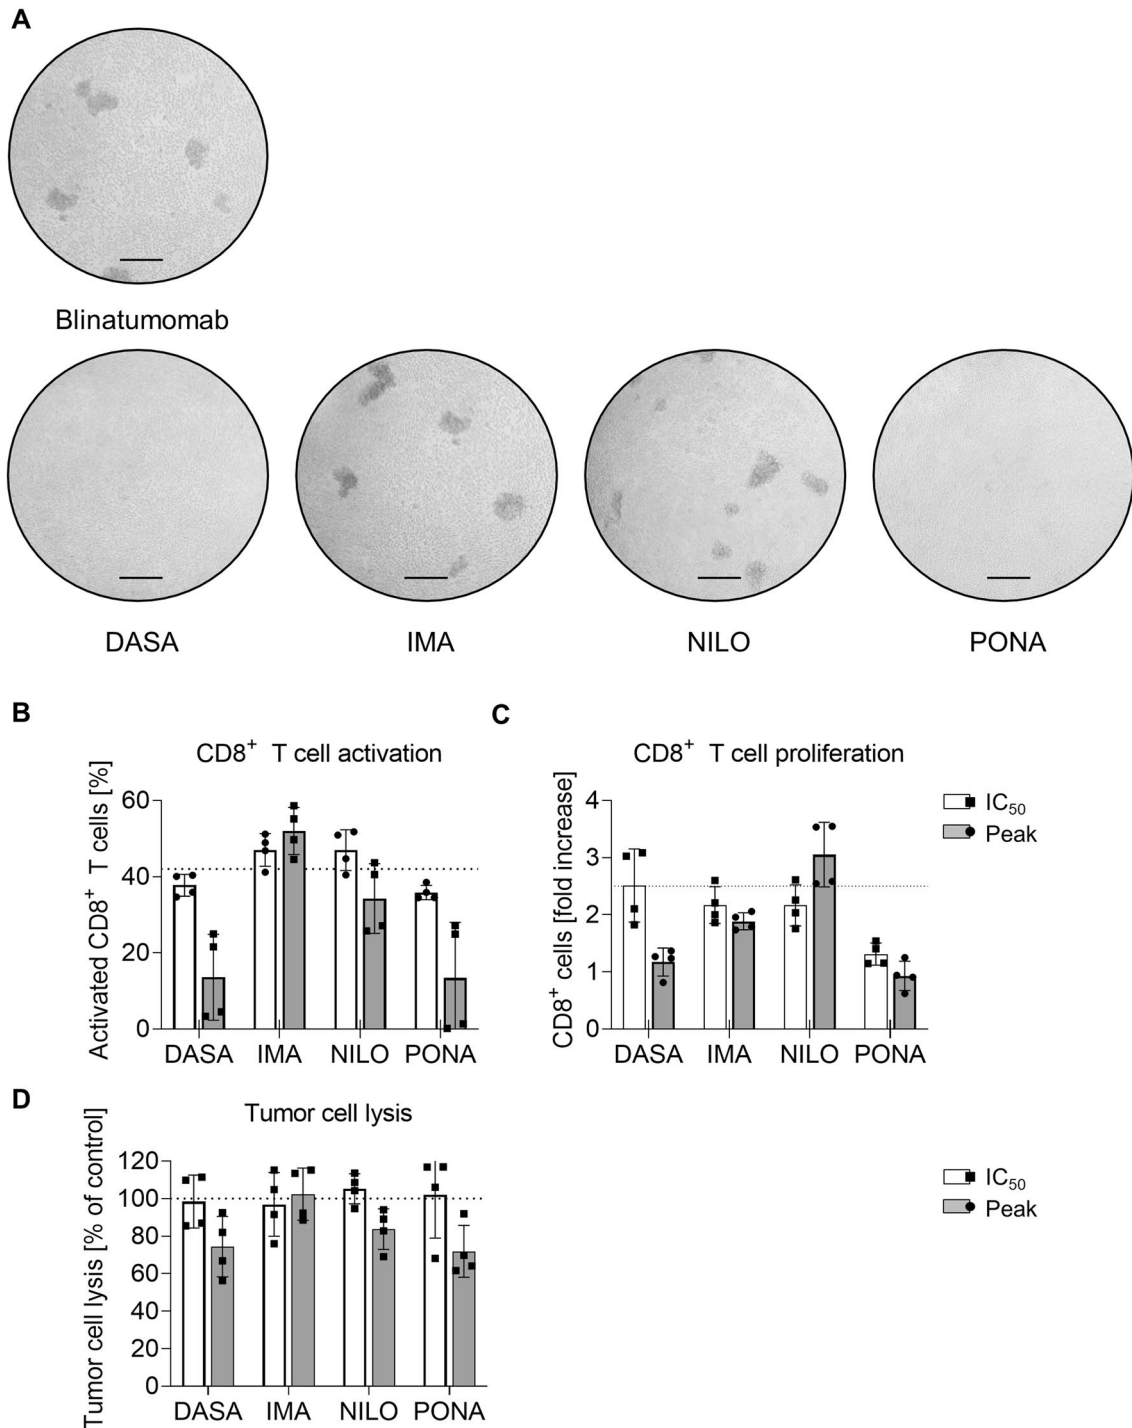 A
Blinatumomab
DASA IMA NILO PONA
B
CD8⁺ T cell activation
Activated CD8⁺ T cells [%]
60
40
20
0
DASA IMA NILO PONA
C
CD8⁺ T cell proliferation
CD8⁺ cells [fold increase]
4
3
2
1
0
DASA IMA NILO PONA
IC₅₀
Peak
D
Tumor cell lysis
Tumor cell lysis [% of control]
120
100
80
60
40
20
0
DASA IMA NILO PONA
IC₅₀
Peak